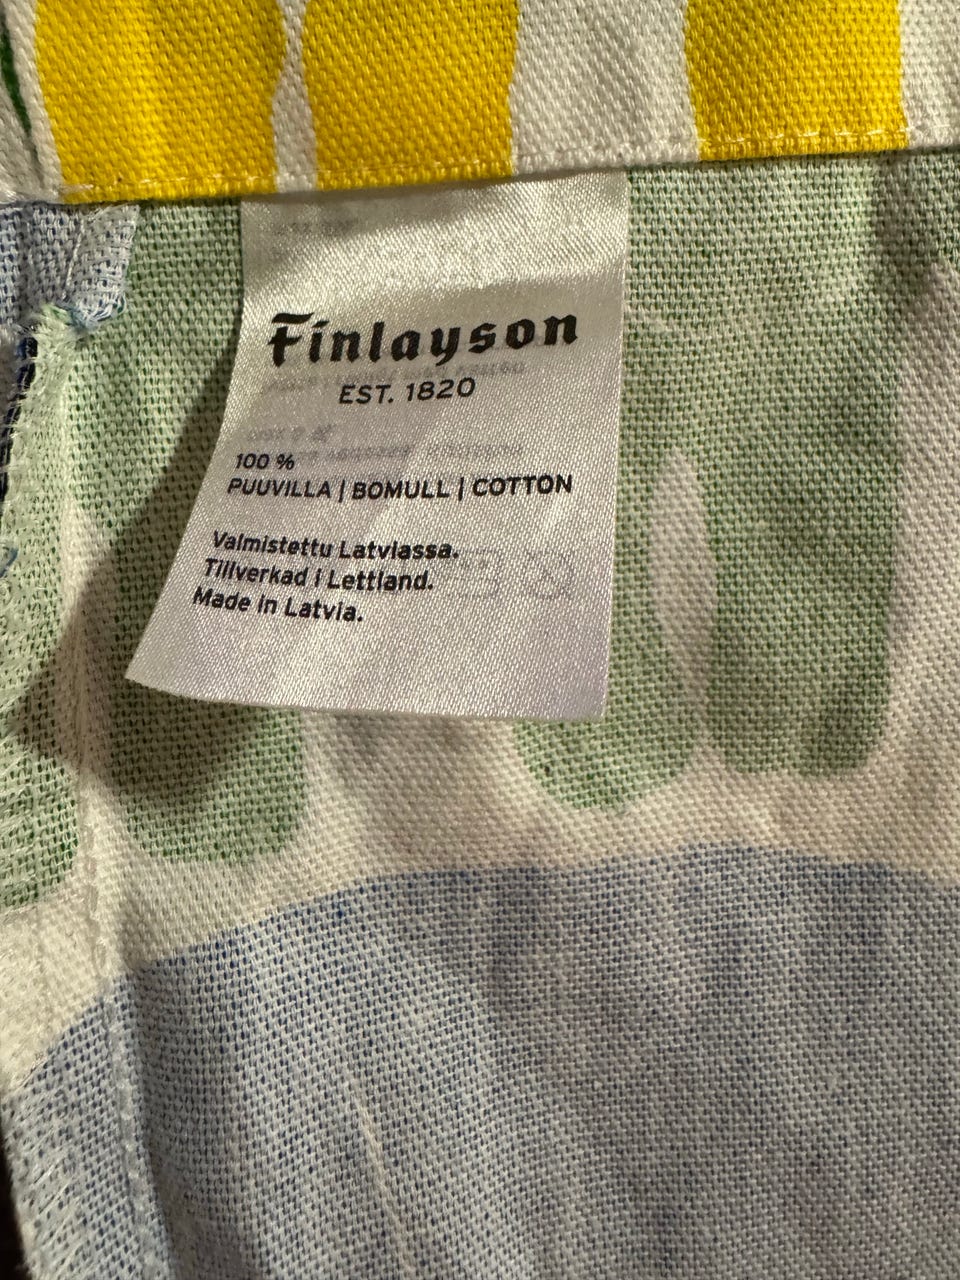 Finlayson
EST. 1820
100 %
PUUVILLA | BOMULL | COTTON
Valmistettu Latviassa.
Tillverkad i Lettland.
Made in Latvia.